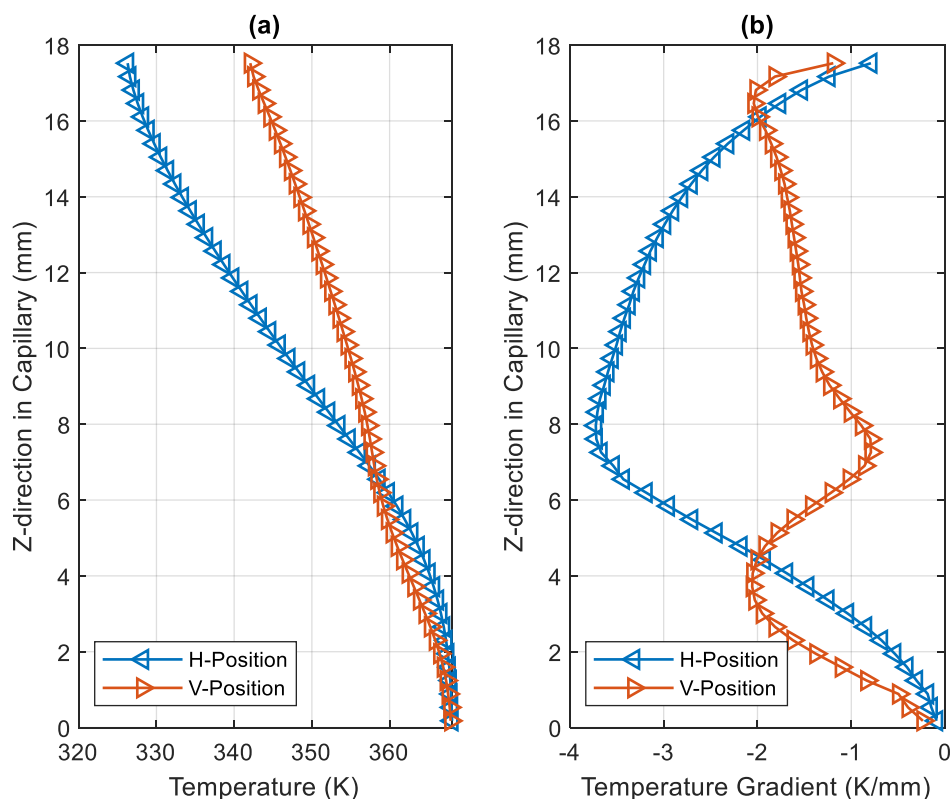 (a)
18
16
14
12
10
8
6
4
2
0
Z-direction in Capillary (mm)
H-Position
V-Position
320 330 340 350 360
Temperature (K)
(b)
18
16
14
12
10
8
6
4
2
0
Z-direction in Capillary (mm)
H-Position
V-Position
-4 -3 -2 -1 0
Temperature Gradient (K/mm)